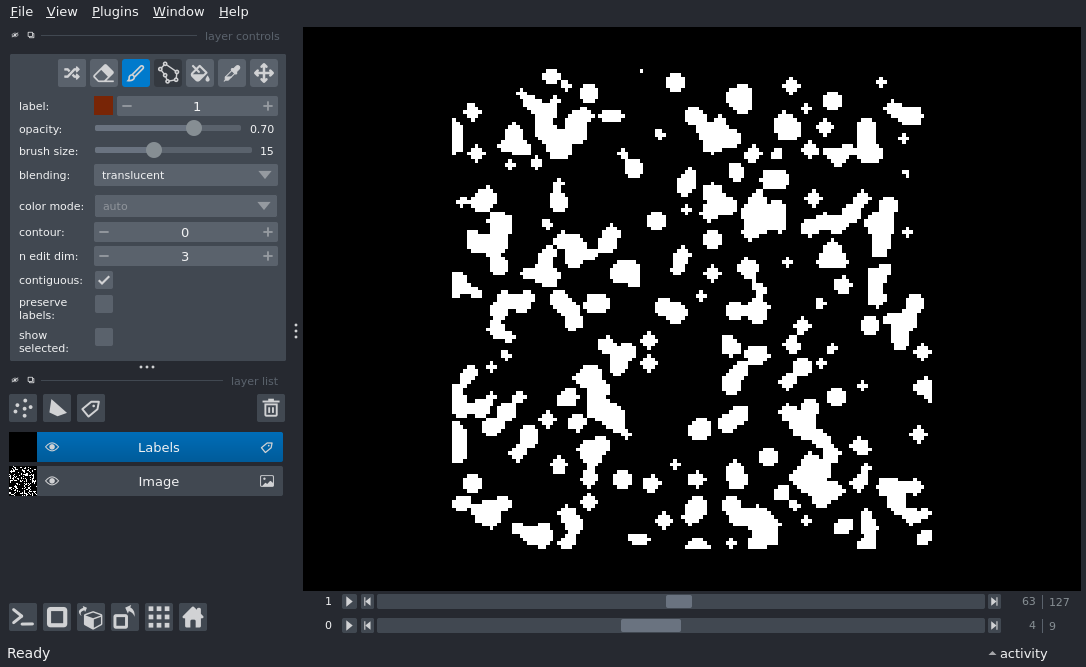 File View Plugins Window Help
layer controls
label: 1
opacity: 0.70
brush size: 15
blending: translucent
color mode: auto
contour: 0
n edit dim: 3
contiguous:
preserve
labels:
show
selected:
layer list
Labels
Image
1 63 127
0 4 9
Ready activity